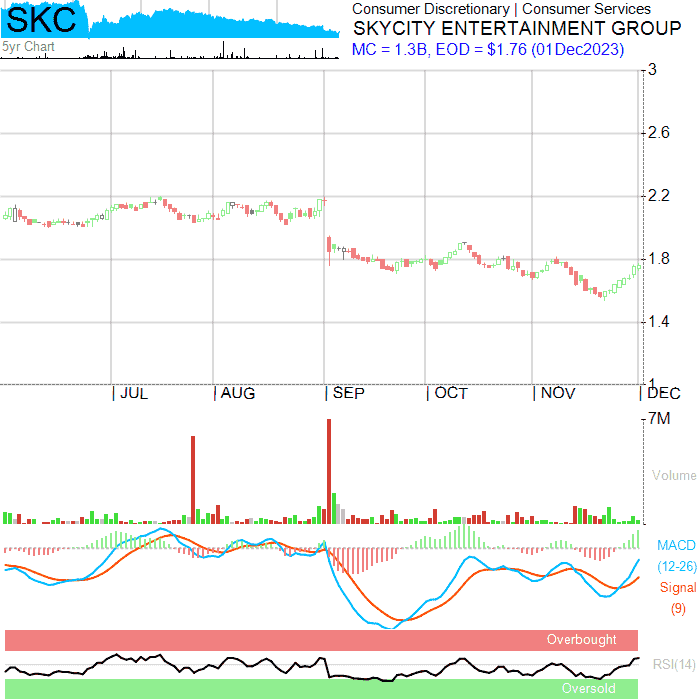 SKC
Consumer Discretionary | Consumer Services
SKYCITY ENTERTAINMENT GROUP
MC = 1.3B, EOD = $1.76 (01Dec2023)
5yr Chart
3
2.6
2.2
1.8
1.4
1
| JUL | AUG | SEP | OCT | NOV | DEC
7M
Volume
MACD
(12-26)
Signal
(9)
Overbought
RSI(14)
Oversold